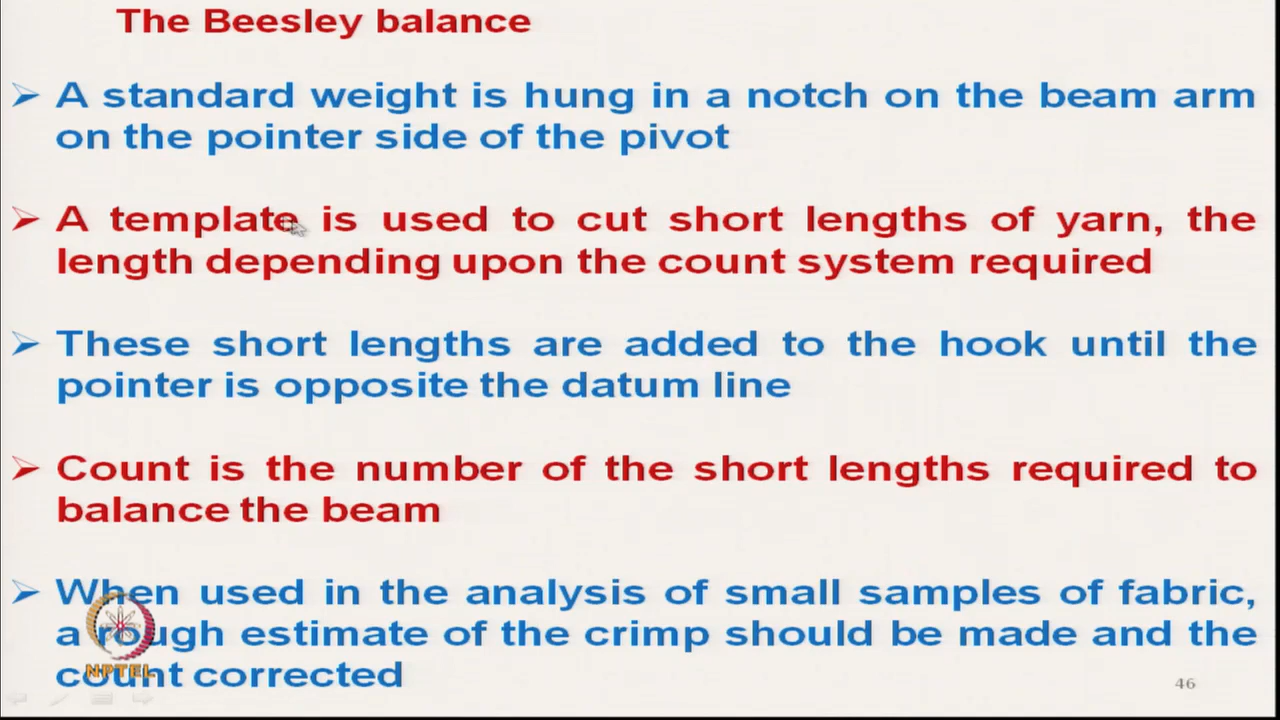 The Beesley balance
A standard weight is hung in a notch on the beam arm
on the pointer side of the pivot
A template is used to cut short lengths of yarn, the
length depending upon the count system required
These short lengths are added to the hook until the
pointer is opposite the datum line
Count is the number of the short lengths required to
balance the beam
When used in the analysis of small samples of fabric,
a rough estimate of the crimp should be made and the
count corrected
NPTEL
46